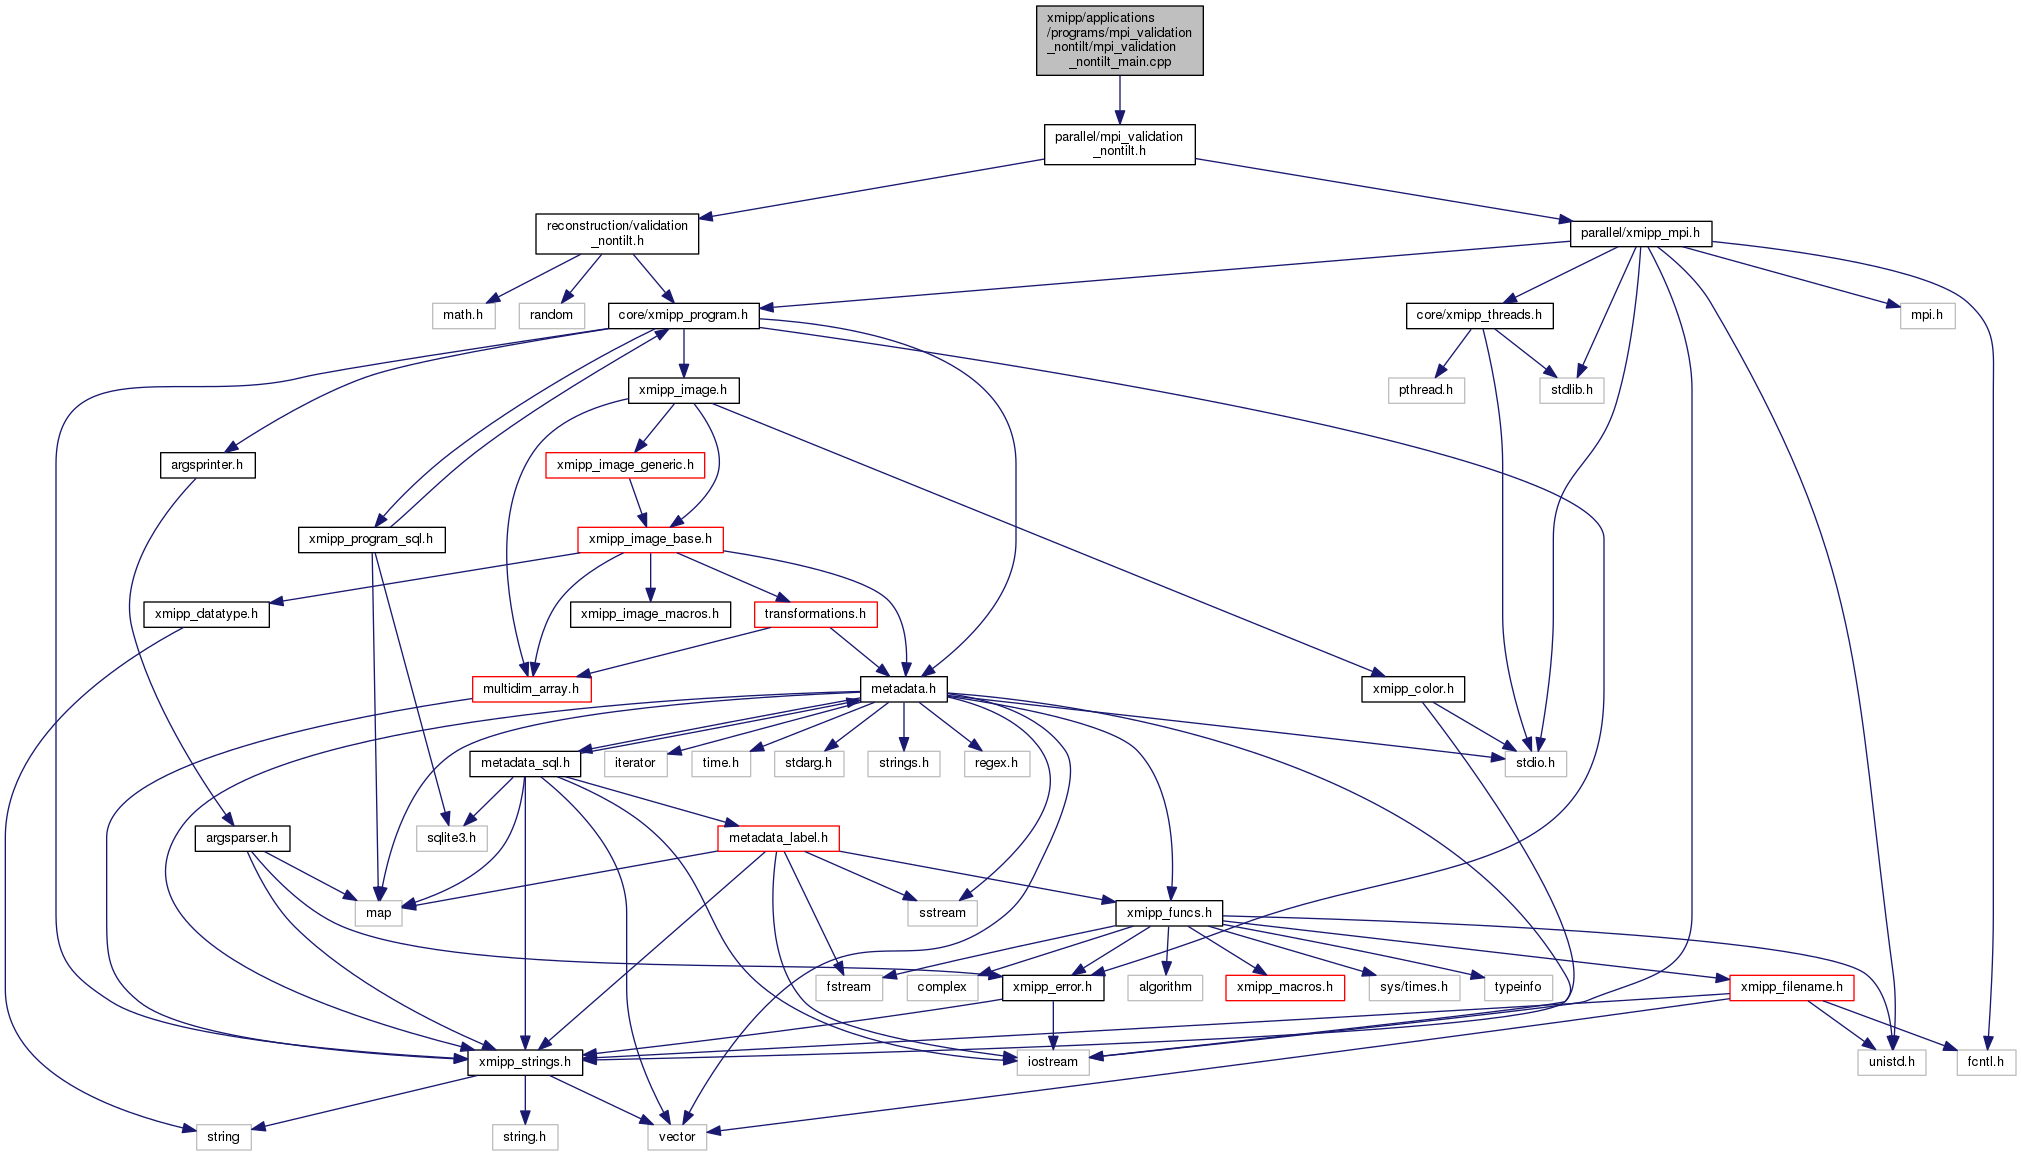 xmipp/applications
/programs/mpi_validation
_nontilt/mpi_validation
_nontilt_main.cpp
parallel/mpi_validation
_nontilt.h
reconstruction/validation
_nontilt.h
parallel/xmipp_mpi.h
math.h
random
core/xmipp_program.h
core/xmipp_threads.h
mpi.h
xmipp_image.h
pthread.h
stdlib.h
argsprinter.h
xmipp_image_generic.h
xmipp_program_sql.h
xmipp_image_base.h
xmipp_datatype.h
xmipp_image_macros.h
transformations.h
multidim_array.h
metadata.h
xmipp_color.h
metadata_sql.h
iterator
time.h
stdarg.h
strings.h
regex.h
stdio.h
argsparser.h
sqlite3.h
metadata_label.h
map
sstream
xmipp_funcs.h
fstream
complex
xmipp_error.h
algorithm
xmipp_macros.h
sys/times.h
typeinfo
xmipp_filename.h
xmipp_strings.h
iostream
unistd.h
fcntl.h
string
string.h
vector